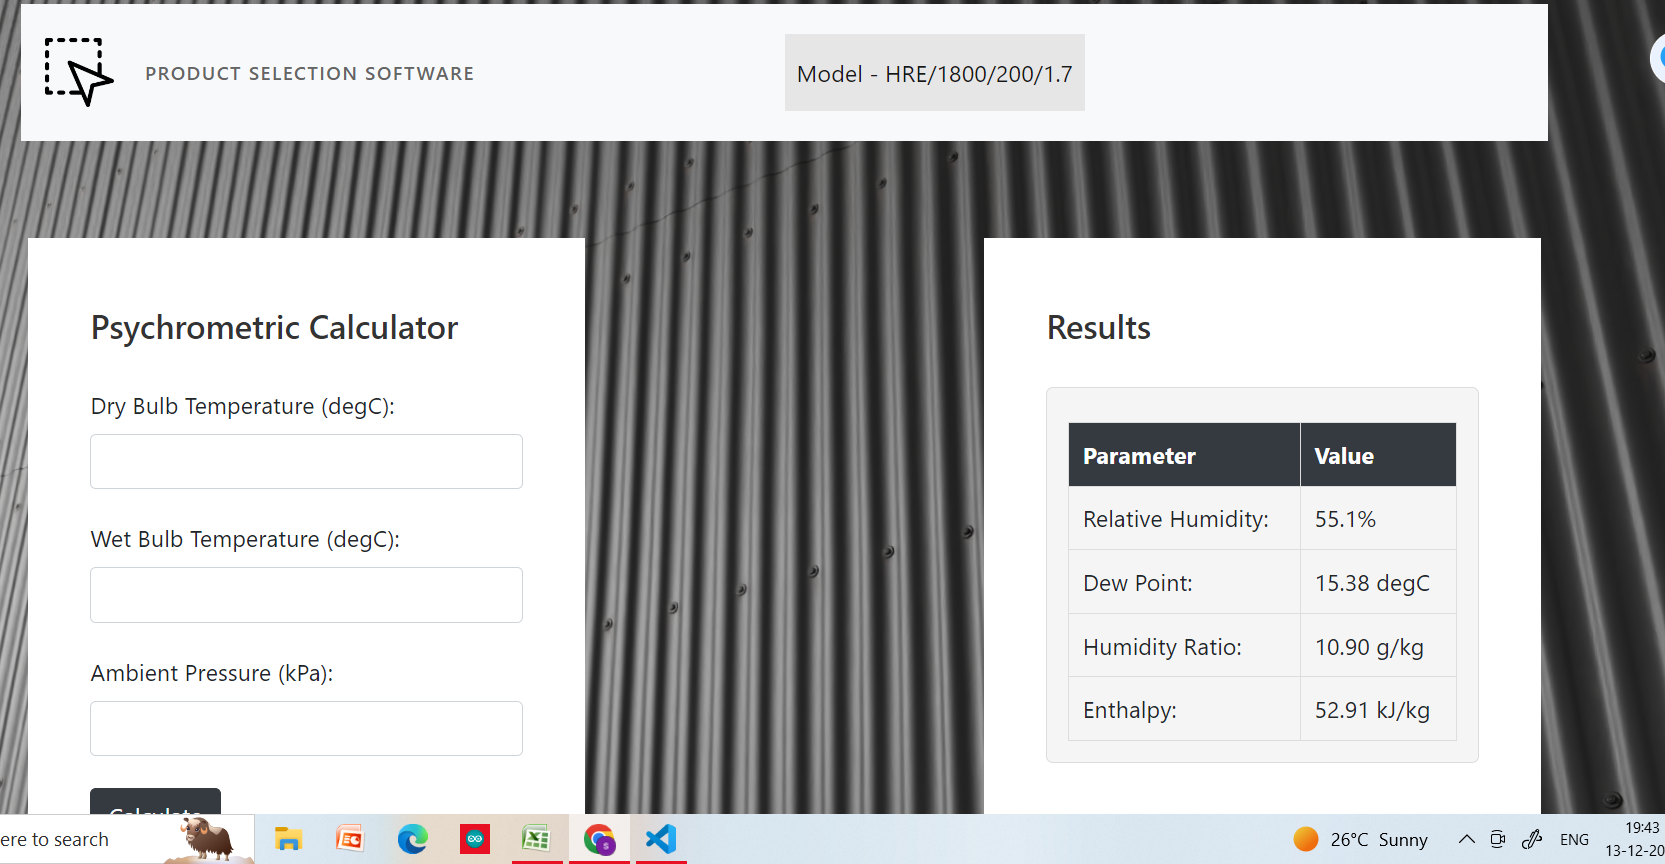 PRODUCT SELECTION SOFTWARE
Model - HRE/1800/200/1.7
Psychrometric Calculator
Dry Bulb Temperature (degC):
Wet Bulb Temperature (degC):
Ambient Pressure (kPa):
Calculate
Results
Parameter Value
Relative Humidity: 55.1%
Dew Point: 15.38 degC
Humidity Ratio: 10.90 g/kg
Enthalpy: 52.91 kJ/kg
ere to search
26°C Sunny
ENG
19:43
13-12-20